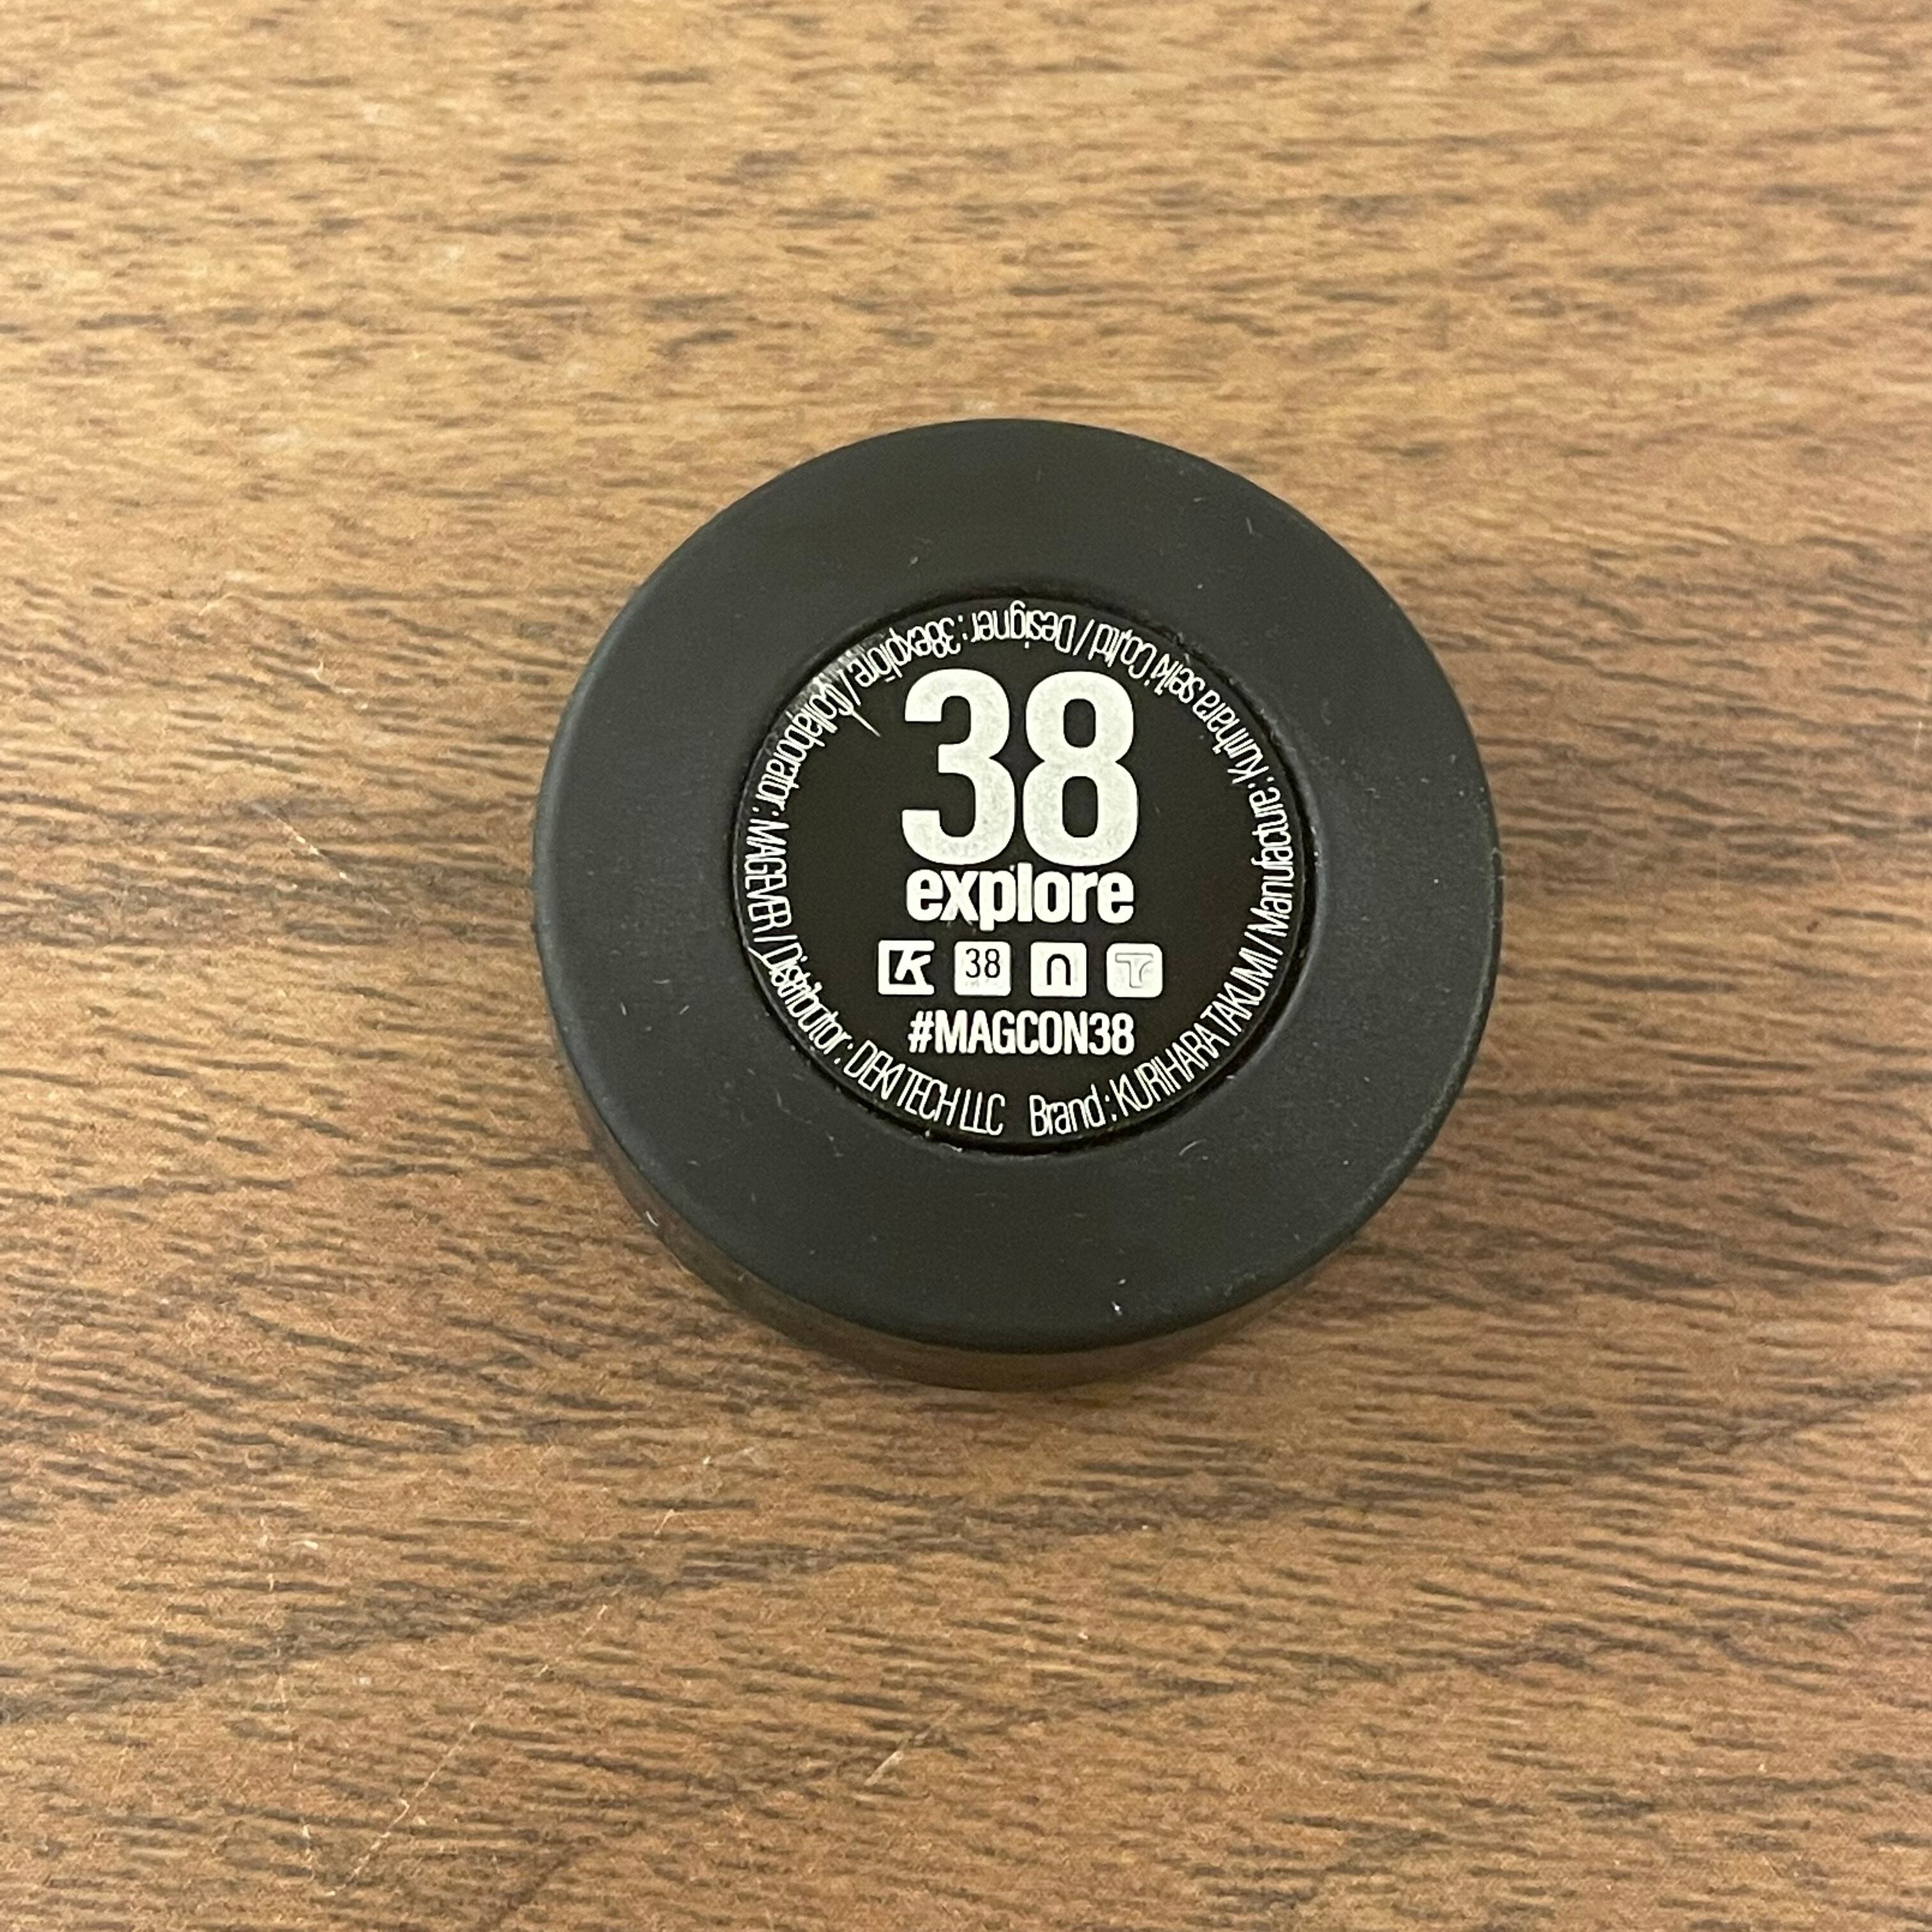 38
explore
K 38 n T
#MAGCON38
Brand : KURIHARA TAKUMI / Manufacture : Kurihara seiki Co,ltd / Designer : 38explore / Collaborator : MAGEVER / Distributor : DEKI TECH LLC